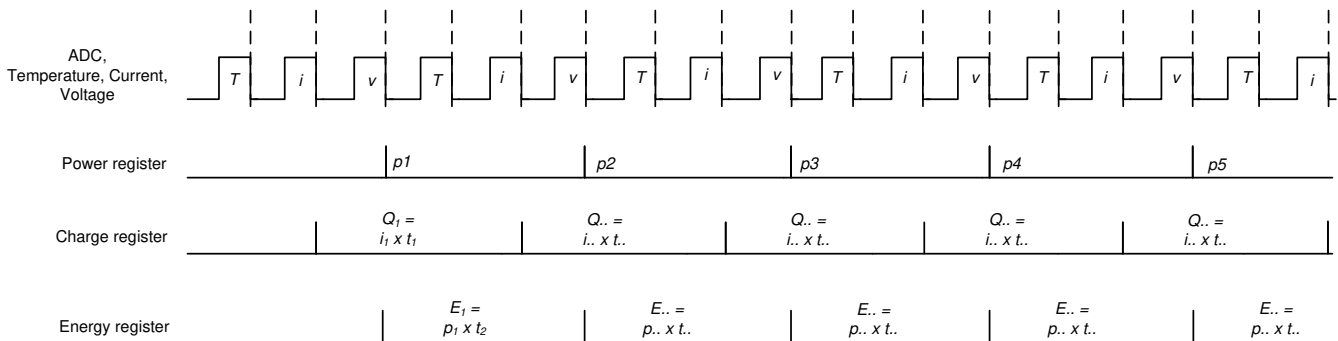 ADC,
Temperature, Current,
Voltage
T i v T i v T i v T i v T i v T i
Power register
p1 p2 p3 p4 p5
Charge register
Q₁ = Q.. = Q.. = Q.. = Q.. =
i₁ x t₁ i.. x t.. i.. x t.. i.. x t.. i.. x t..
Energy register
E₁ = E.. = E.. = E.. = E.. =
p₁ x t₂ p.. x t.. p.. x t.. p.. x t.. p.. x t..